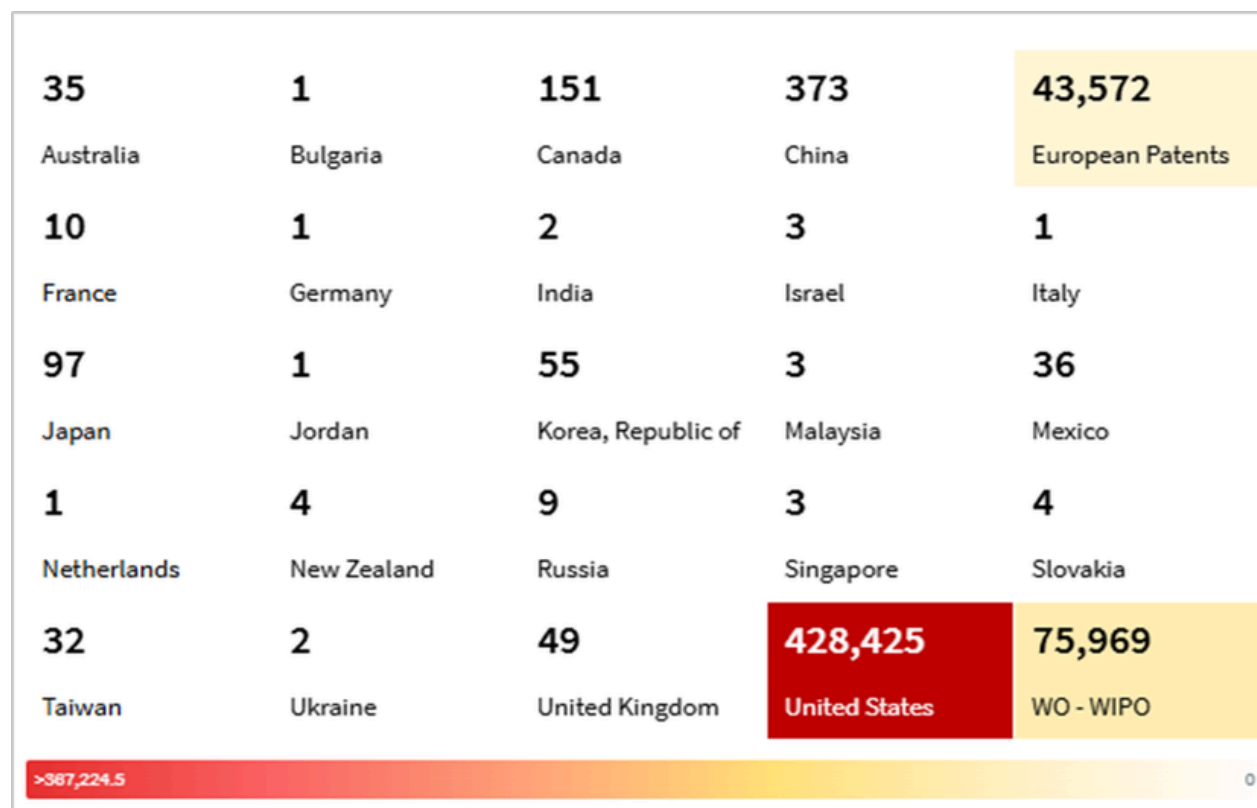 35 1 151 373 43,572
Australia Bulgaria Canada China European Patents
10 1 2 3 1
France Germany India Israel Italy
97 1 55 3 36
Japan Jordan Korea, Republic of Malaysia Mexico
1 4 9 3 4
Netherlands New Zealand Russia Singapore Slovakia
32 2 49 428,425 75,969
Taiwan Ukraine United Kingdom United States WO - WIPO
>367,224.5 0